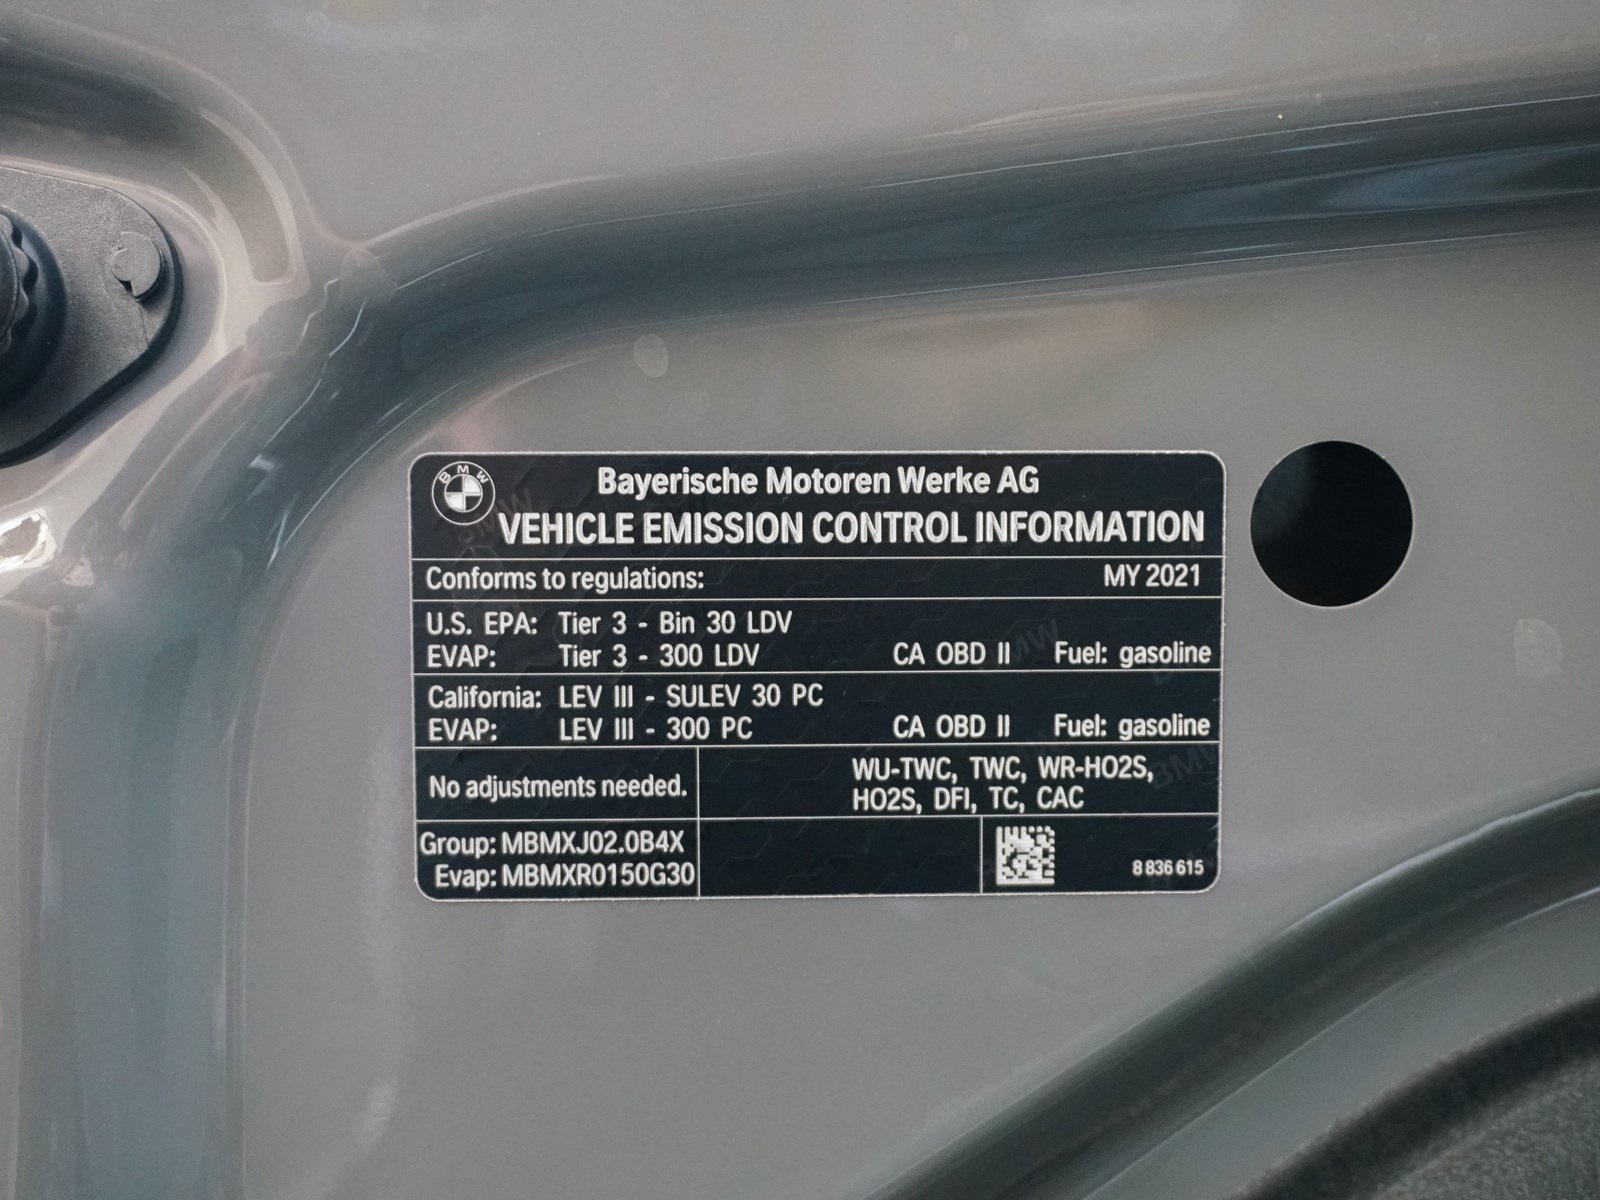 BMW
Bayerische Motoren Werke AG
VEHICLE EMISSION CONTROL INFORMATION
Conforms to regulations: MY 2021
U.S. EPA: Tier 3 - Bin 30 LDV
EVAP: Tier 3 - 300 LDV CA OBD II Fuel: gasoline
California: LEV III - SULEV 30 PC
EVAP: LEV III - 300 PC CA OBD II Fuel: gasoline
No adjustments needed.
WU-TWC, TWC, WR-HO2S,
HO2S, DFI, TC, CAC
Group: MBMXJ02.0B4X
Evap: MBMXR0150G30
8 836 615